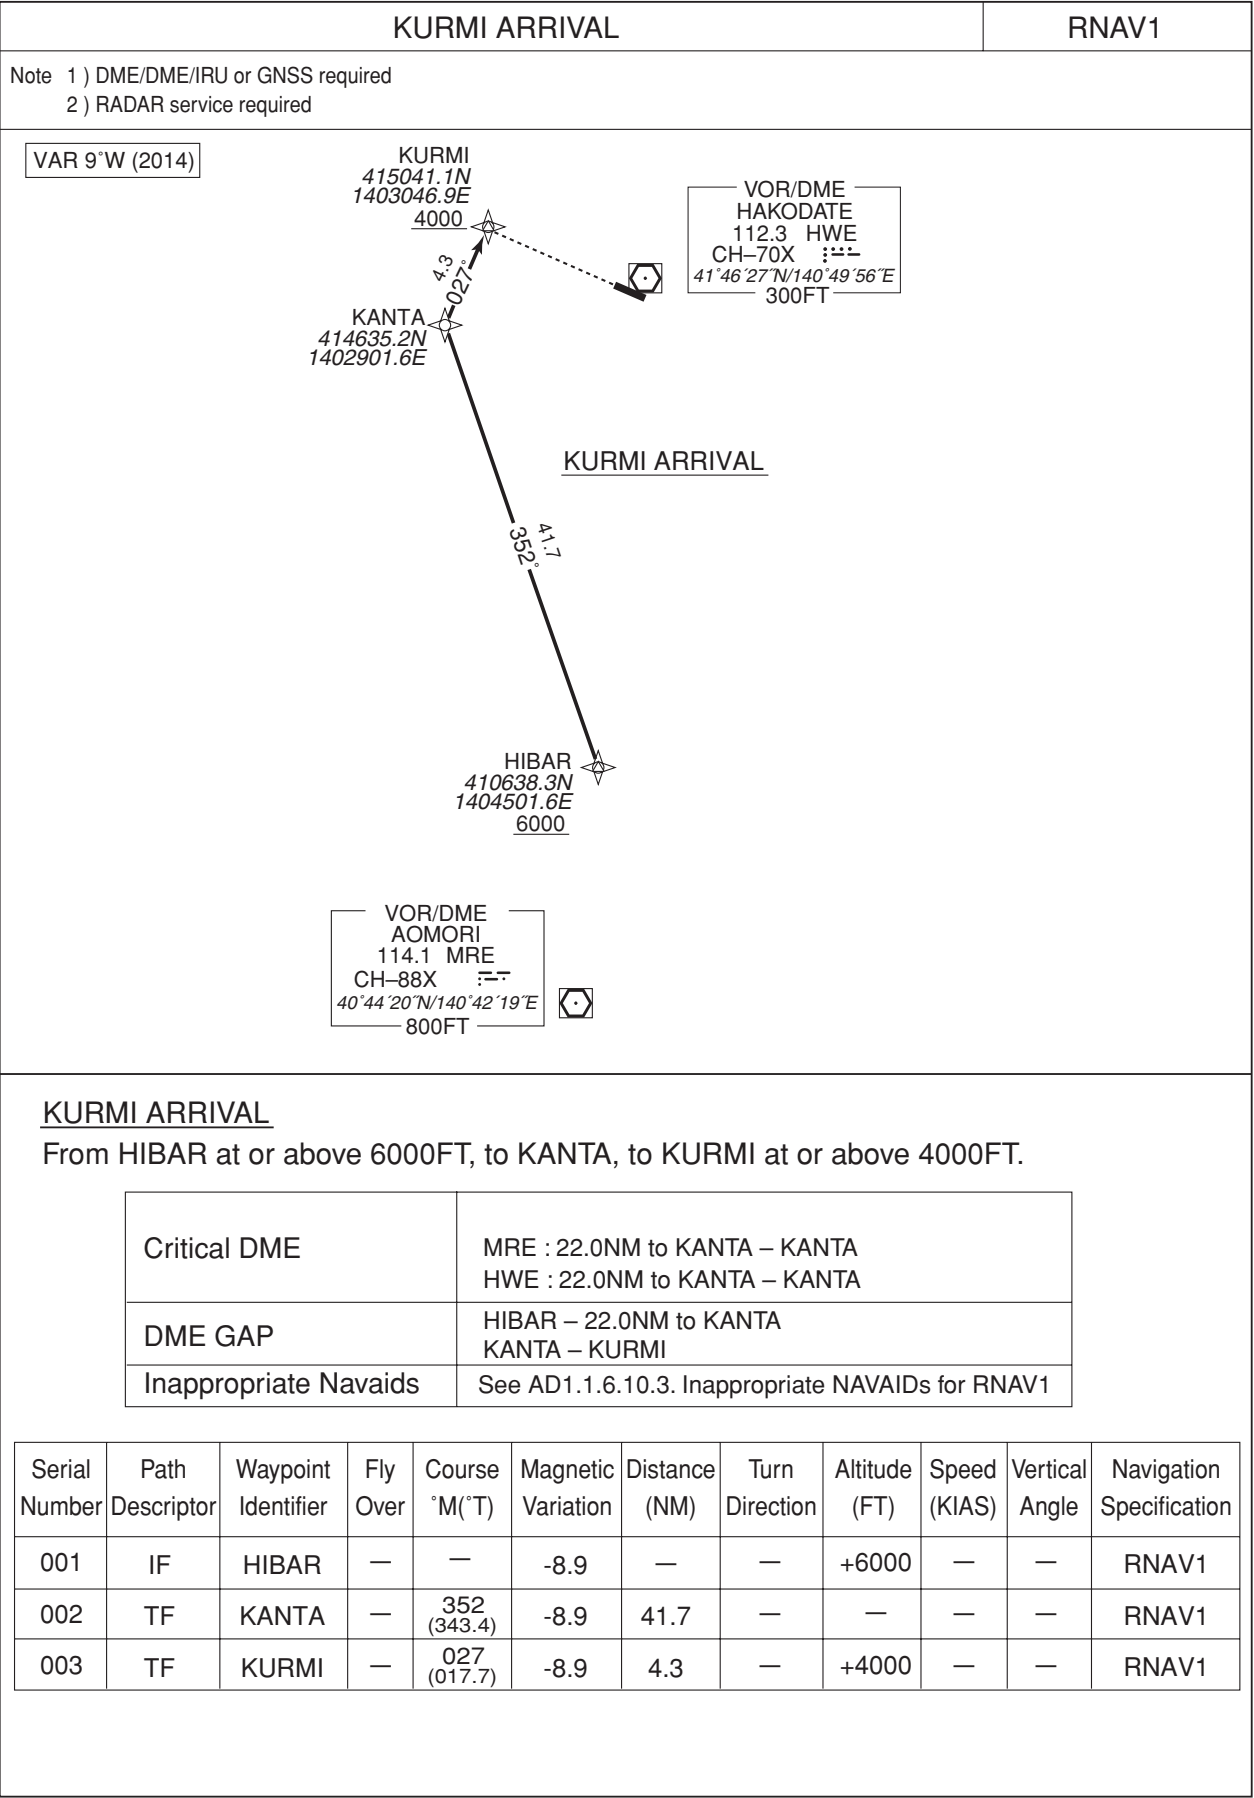 KURMI ARRIVAL RNAV1
Note 1 ) DME/DME/IRU or GNSS required
2 ) RADAR service required
VAR 9˚W (2014)
KURMI
415041.1N
1403046.9E
4000
VOR/DME
HAKODATE
112.3 HWE
CH–70X
41˚46´27˝N/140˚49´56˝E
300FT
4.3
027˚
KANTA
414635.2N
1402901.6E
KURMI ARRIVAL
41.7
352˚
HIBAR
410638.3N
1404501.6E
6000
VOR/DME
AOMORI
114.1 MRE
CH–88X
40˚44´20˝N/140˚42´19˝E
800FT
KURMI ARRIVAL
From HIBAR at or above 6000FT, to KANTA, to KURMI at or above 4000FT.
Critical DME
MRE : 22.0NM to KANTA – KANTA
HWE : 22.0NM to KANTA – KANTA
DME GAP
HIBAR – 22.0NM to KANTA
KANTA – KURMI
Inappropriate Navaids See AD1.1.6.10.3. Inappropriate NAVAIDs for RNAV1
Serial Path Waypoint Fly Course Magnetic Distance Turn Altitude Speed Vertical Navigation
Number Descriptor Identifier Over ˚M(˚T) Variation (NM) Direction (FT) (KIAS) Angle Specification
001 IF HIBAR — — -8.9 — — +6000 — — RNAV1
002 TF KANTA — 352 (343.4) -8.9 41.7 — — — — RNAV1
003 TF KURMI — 027 (017.7) -8.9 4.3 — +4000 — — RNAV1